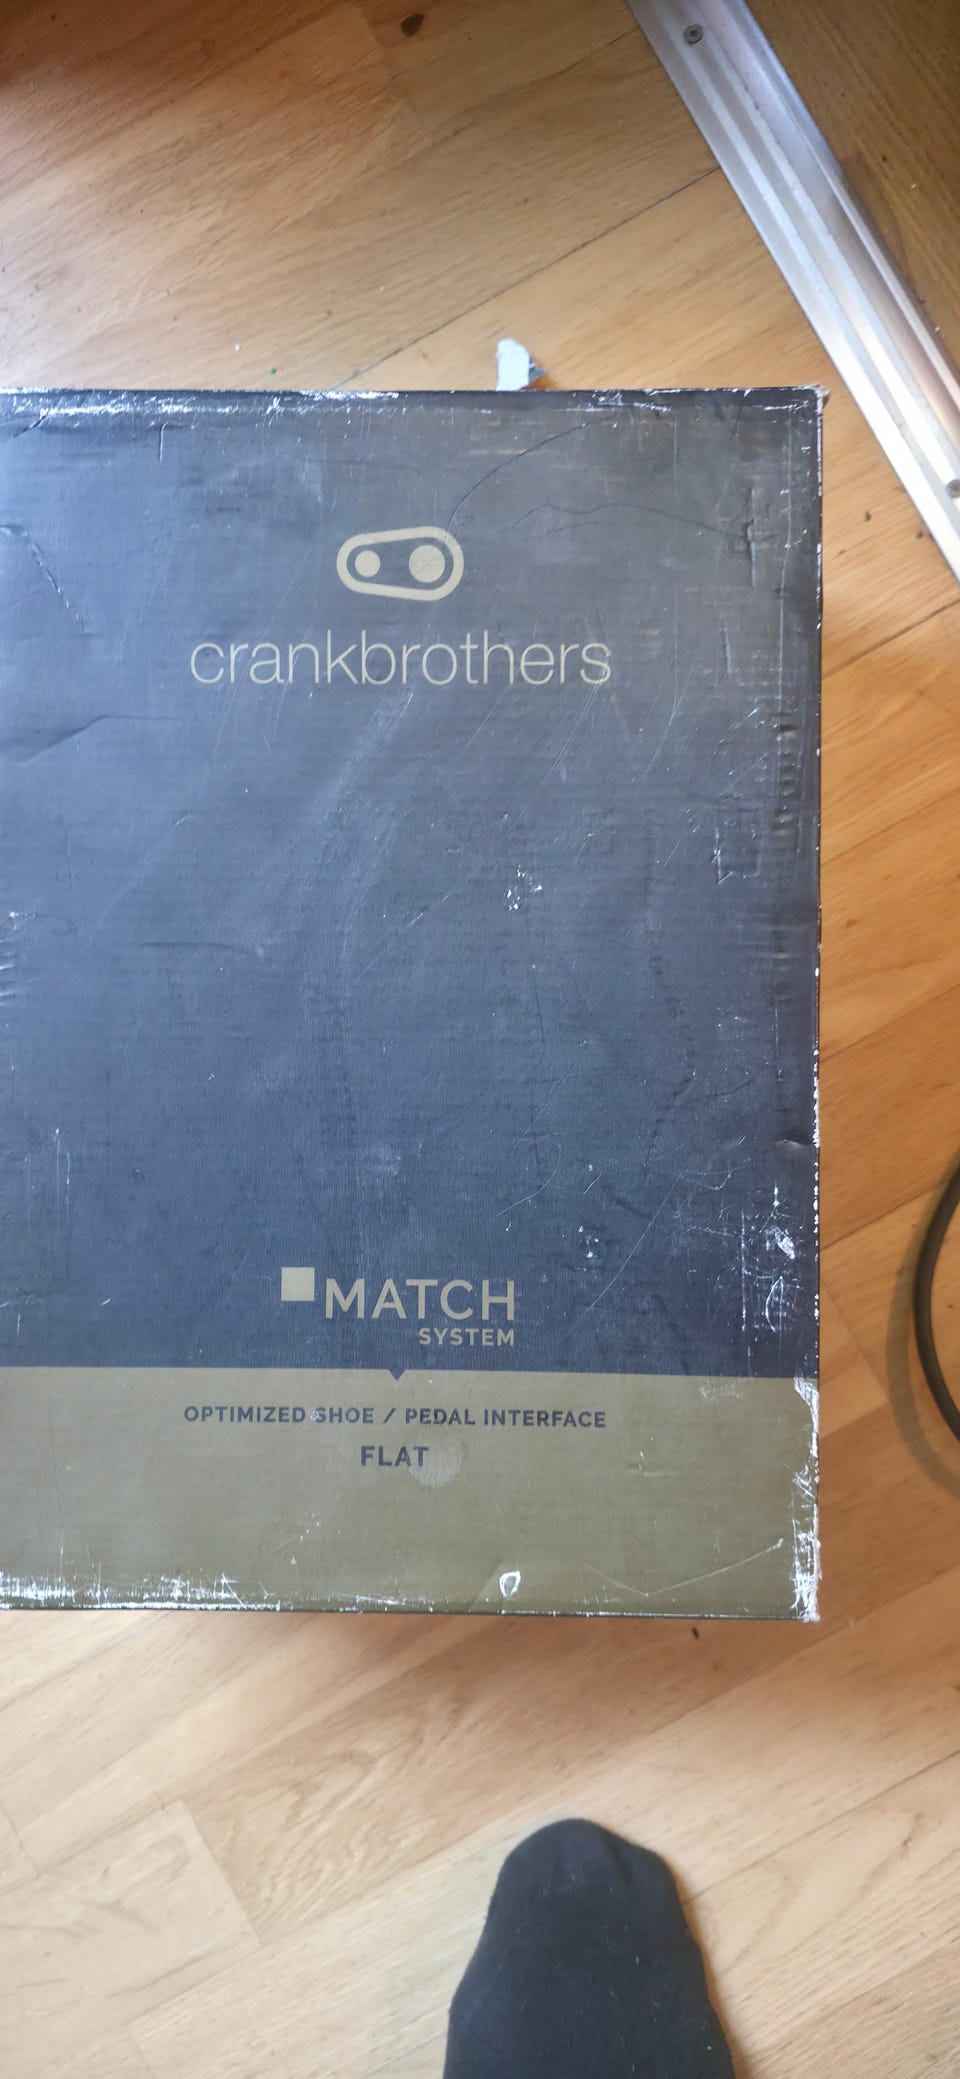 crankbrothers
MATCH
SYSTEM
OPTIMIZED SHOE / PEDAL INTERFACE
FLAT